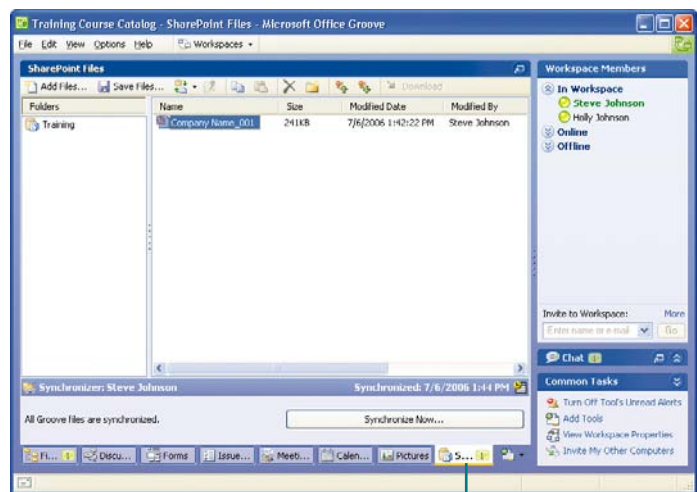 Training Course Catalog - SharePoint Files - Microsoft Office Groove
File Edit View Options Help Workspaces
SharePoint Files
Add Files... Save Files... Download
Folders
Training
Name Size Modified Date Modified By
Company Name_001 241KB 7/6/2006 1:42:22 PM Steve Johnson
Synchronizer: Steve Johnson Synchronized: 7/6/2006 1:44 PM
All Groove files are synchronized.
Synchronize Now...
Fi... 1 Discu... Forms Issue... Meeti... Calen... Pictures S... 1
Workspace Members
In Workspace
Steve Johnson
Holly Johnson
Online
Offline
Invite to Workspace: More
Enter name or e-mail Go
Chat
Common Tasks
Turn Off Tool's Unread Alerts
Add Tools
View Workspace Properties
Invite My Other Computers